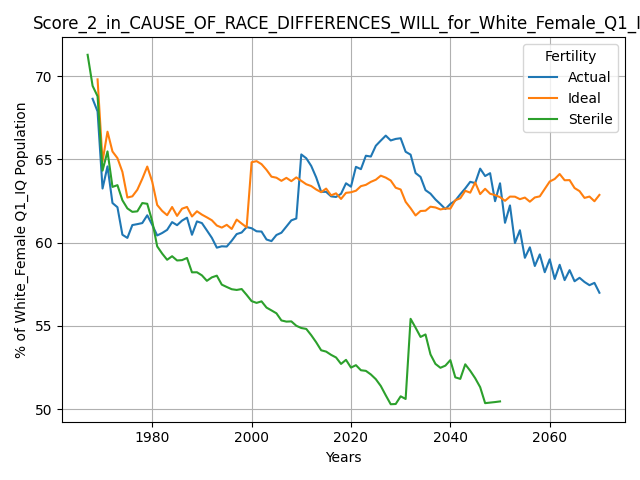 Score_2_in_CAUSE_OF_RACE_DIFFERENCES_WILL_for_White_Female_Q1_I
Fertility
Actual
Ideal
Sterile
% of White_Female Q1_IQ Population
70
65
60
55
50
1980
2000
2020
2040
2060
Years